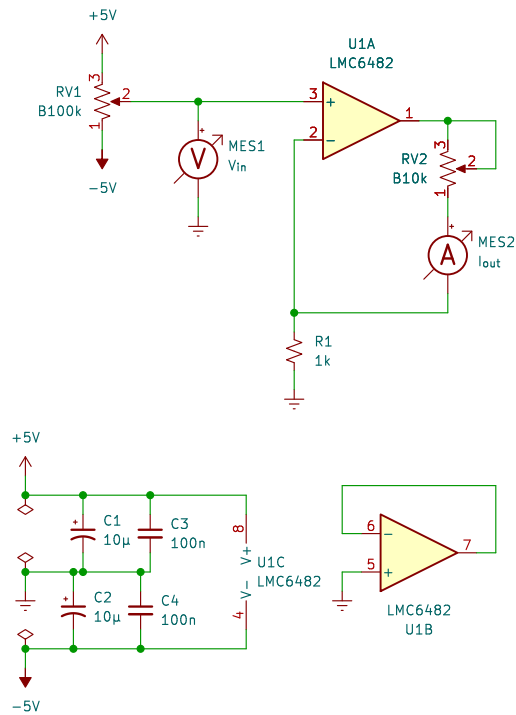 +5V
U1A
LMC6482
RV1
B100k
3
2
1
-5V
+
V
MES1
Vin
3
+
2
−
1
RV2
B10k
3
2
1
+
A
MES2
Iout
R1
1k
+5V
+
C1
10µ
C3
100n
8
V+
U1C
LMC6482
V-
4
+
C2
10µ
C4
100n
-5V
6
−
5
+
7
LMC6482
U1B